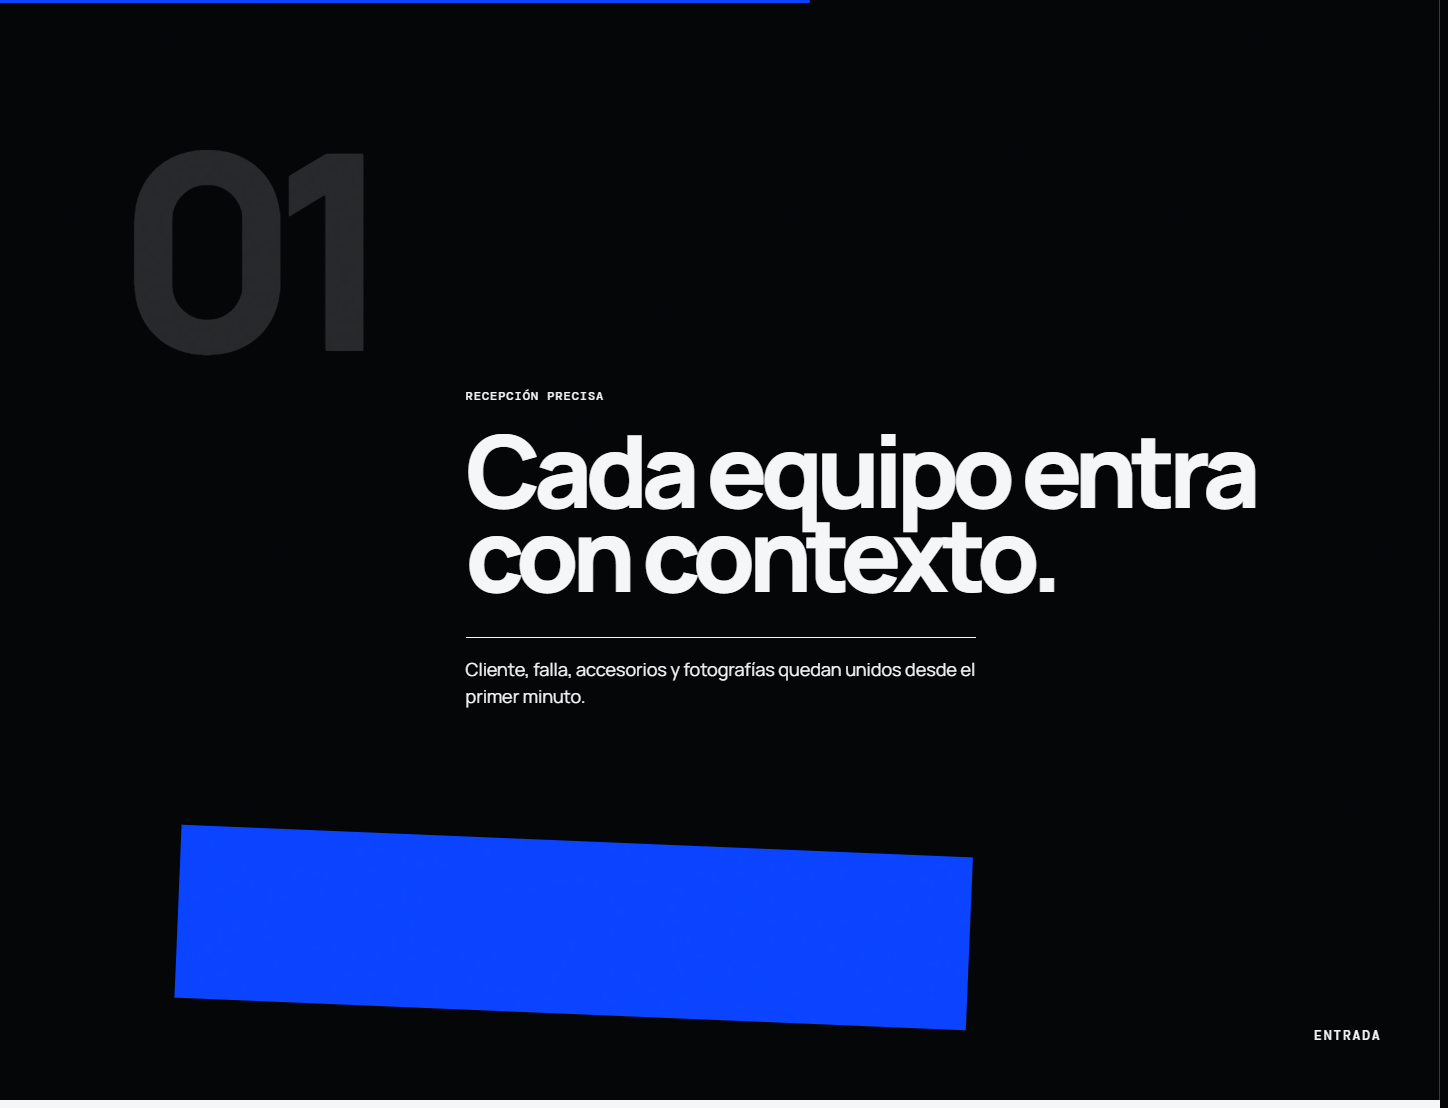 01
RECEPCIÓN PRECISA
Cada equipo entra
con contexto.
Cliente, falla, accesorios y fotografías quedan unidos desde el
primer minuto.
ENTRADA